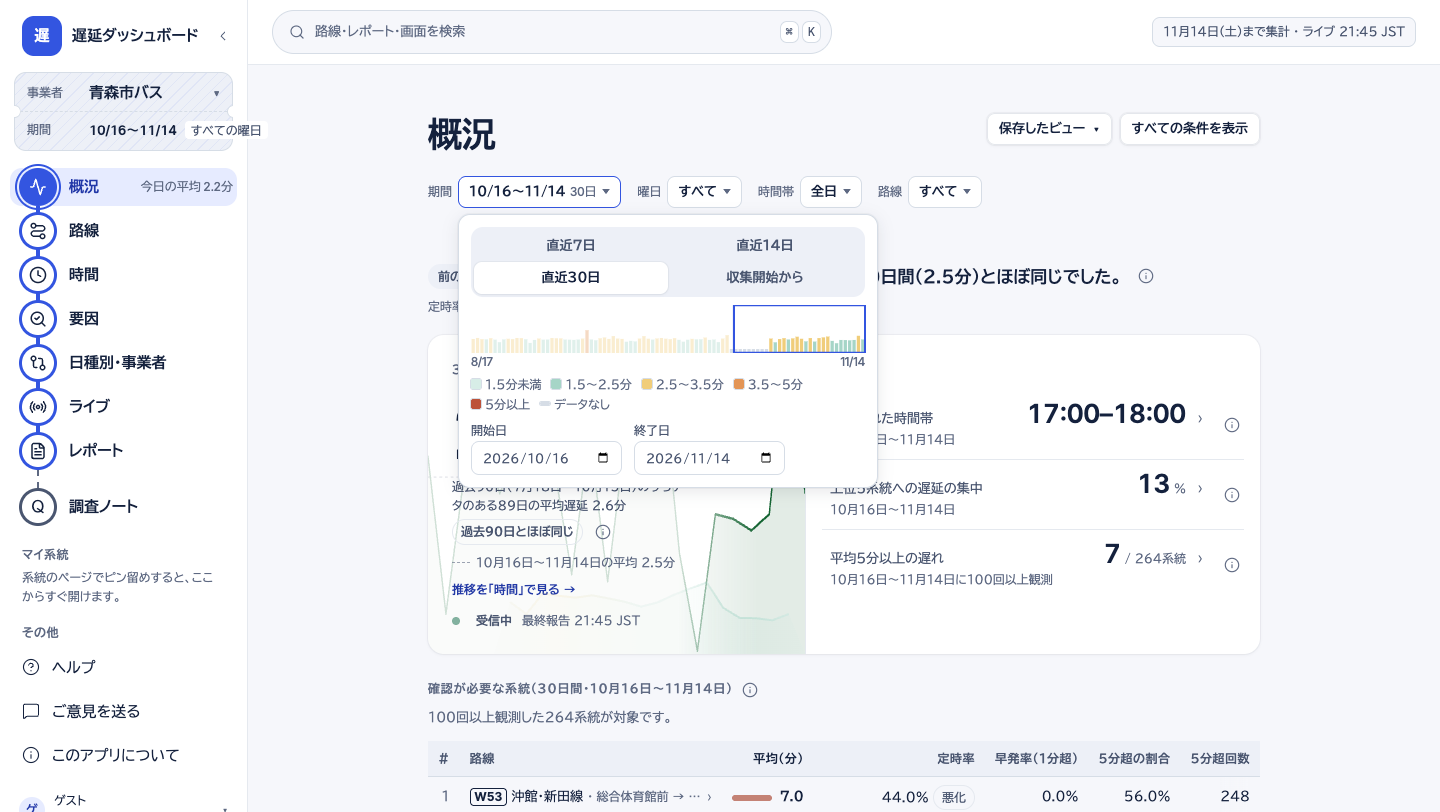 遅 遅延ダッシュボード
路線・レポート・画面を検索 ⌘ K
11月14日(土)まで集計・ライブ 21:45 JST
事業者 青森市バス ▾
期間 10/16〜11/14 すべての曜日
概況 今日の平均 2.2分
路線
時間
要因
日種別・事業者
ライブ
レポート
調査ノート
マイ系統
系統のページでピン留めすると、ここ
からすぐ開けます。
その他
ヘルプ
ご意見を送る
このアプリについて
ゲ ゲスト
概況
保存したビュー ▾ すべての条件を表示
期間 10/16〜11/14 30日 曜日 すべて 時間帯 全日 路線 すべて
直近7日 直近14日
直近30日 収集開始から
8/17 11/14
1.5分未満 1.5〜2.5分 2.5〜3.5分 3.5〜5分
5分以上 データなし
開始日 終了日
2026/10/16 2026/11/14
前の
日間(2.5分)とほぼ同じでした。
定時率
タのある89日の平均遅延 2.6分
過去90日とほぼ同じ
10月16日〜11月14日の平均 2.5分
推移を「時間」で見る →
受信中 最終報告 21:45 JST
れた時間帯 17:00–18:00 ›
日〜11月14日
上位5系統への遅延の集中 13 % ›
10月16日〜11月14日
平均5分以上の遅れ 7 / 264系統 ›
10月16日〜11月14日に100回以上観測
確認が必要な系統(30日間・10月16日〜11月14日)
100回以上観測した264系統が対象です。
# 路線 平均(分) 定時率 早発率(1分超) 5分超の割合 5分超回数
1 W53 沖館・新田線 ・総合体育館前 → … › 7.0 44.0% 悪化 0.0% 56.0% 248